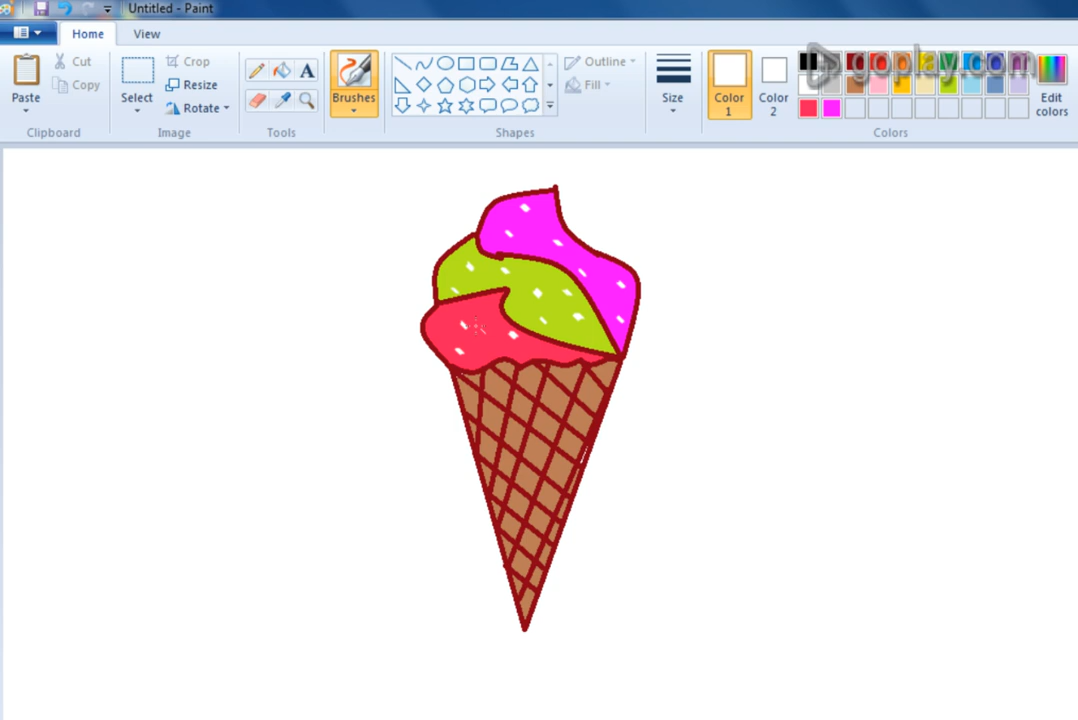 Untitled - Paint
Home View
Paste
Cut
Copy
Clipboard
Select
Crop
Resize
Rotate
Image
A
Tools
Brushes
Outline
Fill
Shapes
Size
Color 1
Color 2
goplay.com
Edit colors
Colors